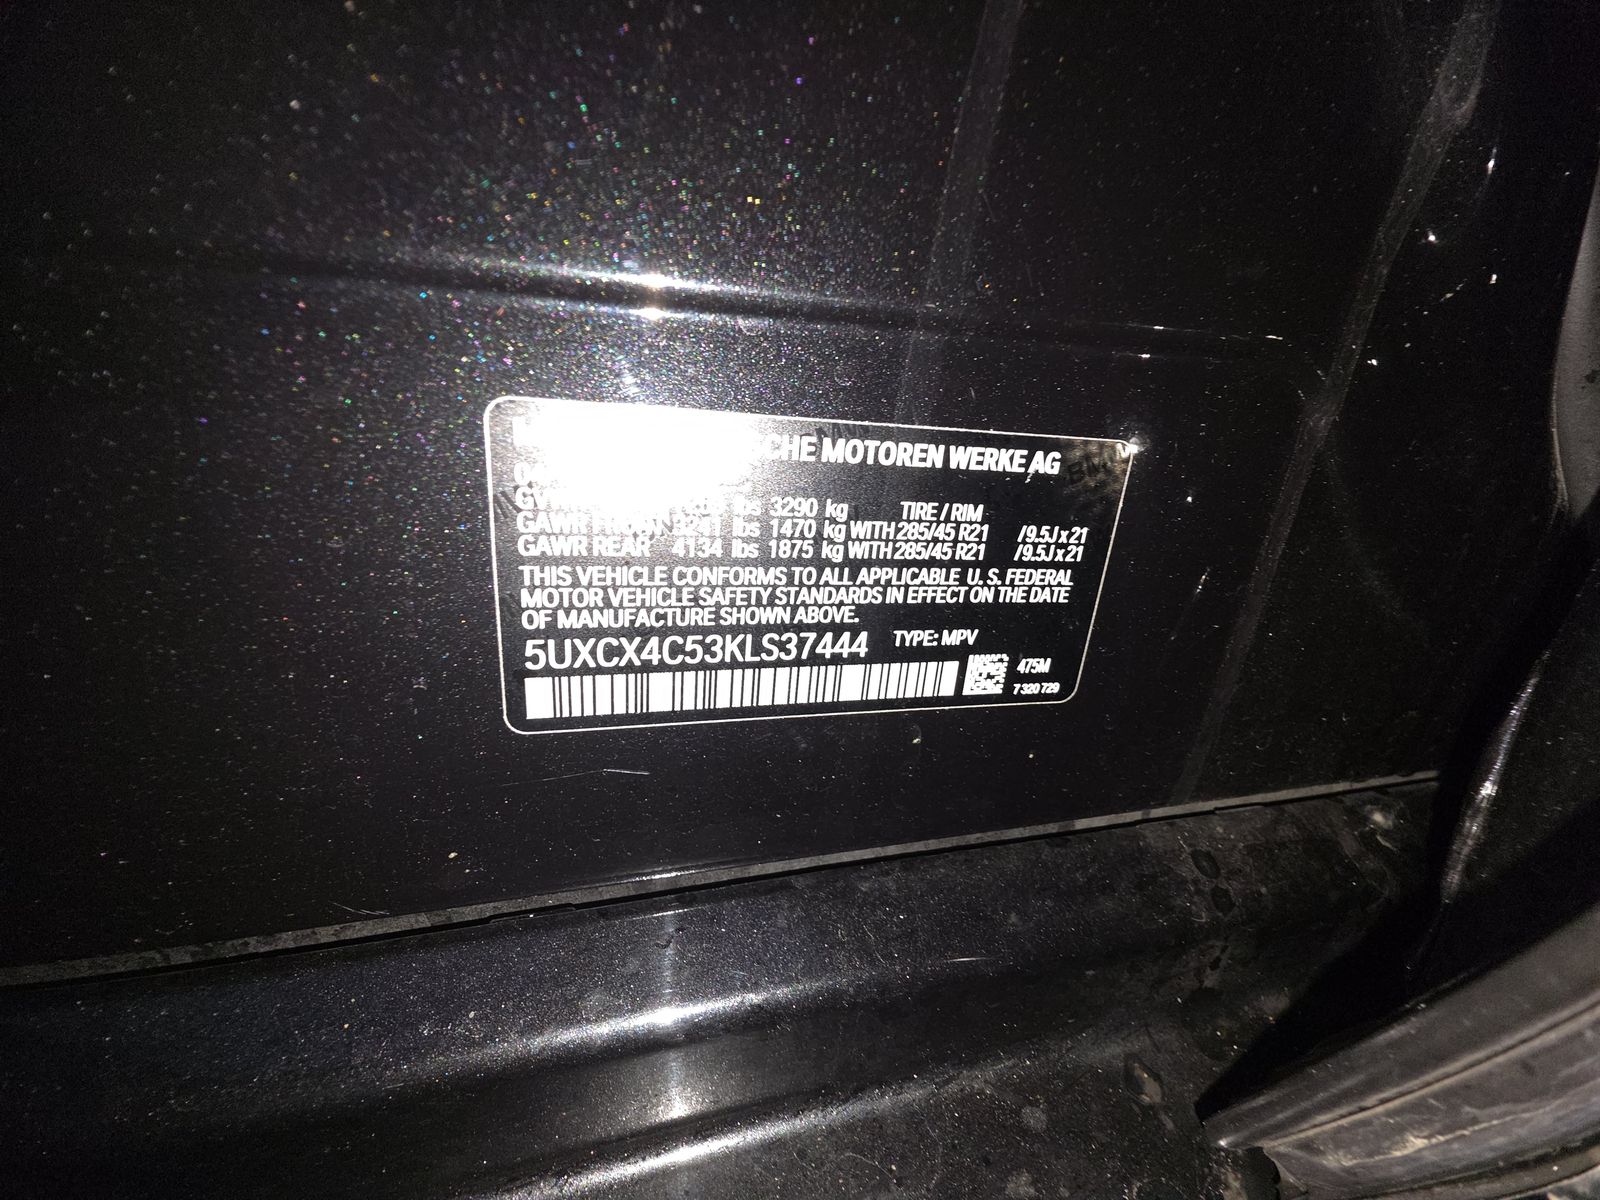 CHE MOTOREN WERKE AG
lbs 3290 kg TIRE / RIM
GAWR FRONT 3241 lbs 1470 kg WITH 285/45 R21 /9.5J x 21
GAWR REAR 4134 lbs 1875 kg WITH 285/45 R21 /9.5J x 21
THIS VEHICLE CONFORMS TO ALL APPLICABLE U. S. FEDERAL
MOTOR VEHICLE SAFETY STANDARDS IN EFFECT ON THE DATE
OF MANUFACTURE SHOWN ABOVE.
5UXCX4C53KLS37444 TYPE: MPV
475M
7 320 729